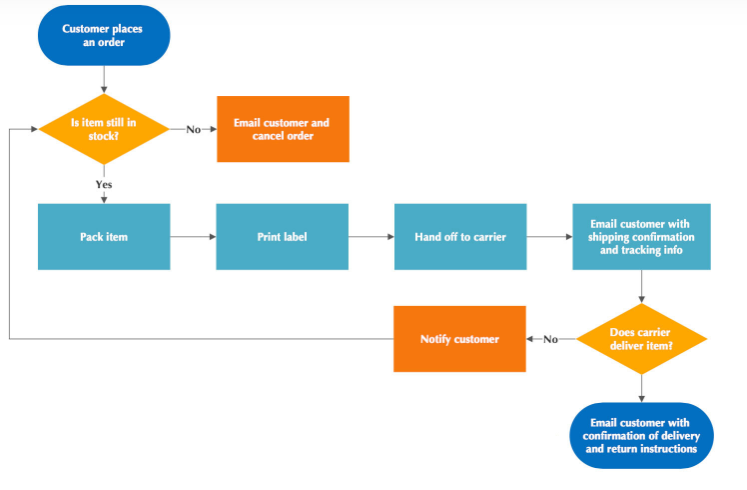 Customer places
an order
Is item still in
stock?
No
Email customer and
cancel order
Yes
Pack item
Print label
Hand off to carrier
Email customer with
shipping confirmation
and tracking info
Does carrier
deliver item?
No
Notify customer
Email customer with
confirmation of delivery
and return instructions